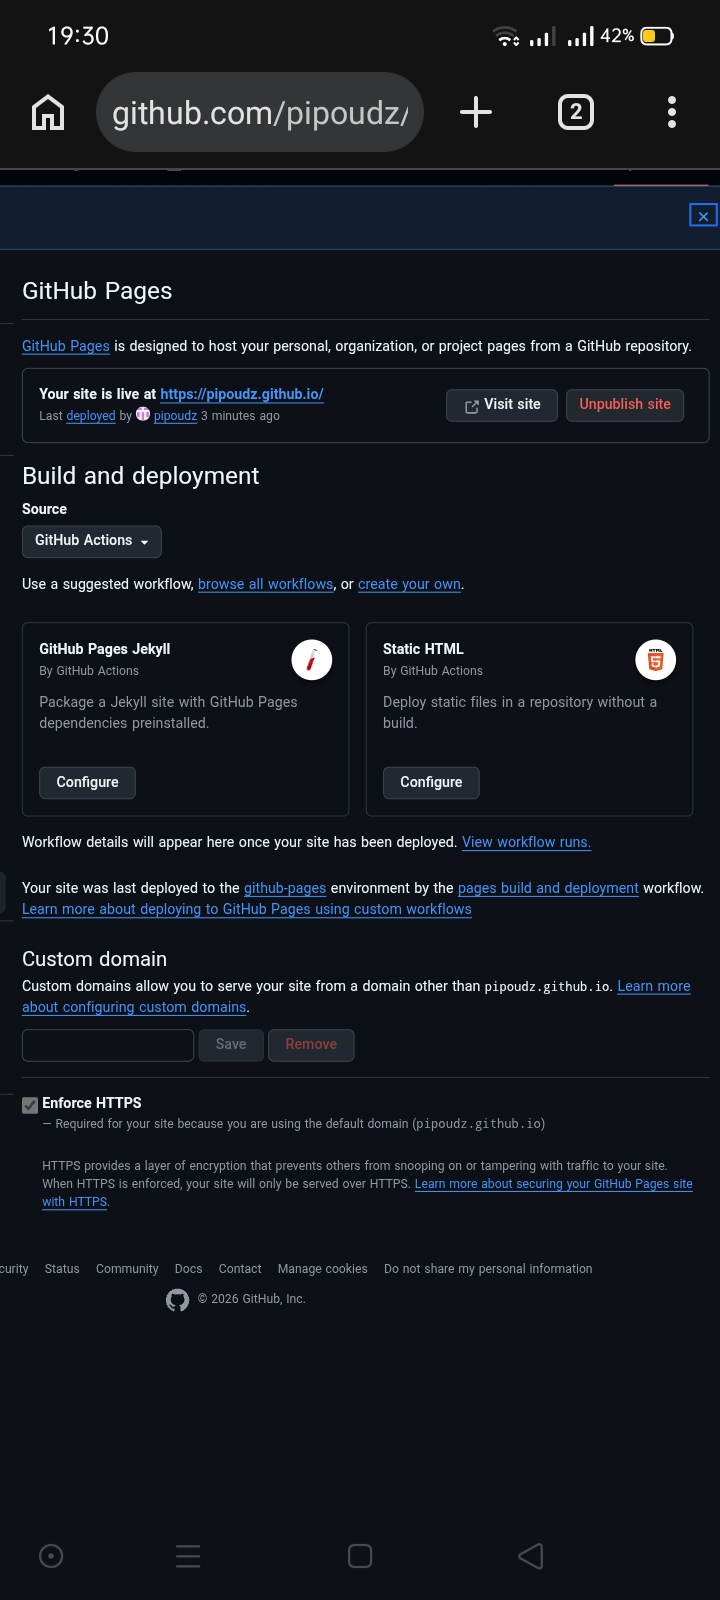 19:30
42%
github.com/pipoudz/
2
GitHub Pages
GitHub Pages is designed to host your personal, organization, or project pages from a GitHub repository.
Your site is live at https://pipoudz.github.io/
Last deployed by pipoudz 3 minutes ago
Visit site
Unpublish site
Build and deployment
Source
GitHub Actions
Use a suggested workflow, browse all workflows, or create your own.
GitHub Pages Jekyll
By GitHub Actions
Package a Jekyll site with GitHub Pages
dependencies preinstalled.
Configure
Static HTML
By GitHub Actions
Deploy static files in a repository without a
build.
Configure
HTML
5
Workflow details will appear here once your site has been deployed. View workflow runs.
Your site was last deployed to the github-pages environment by the pages build and deployment workflow.
Learn more about deploying to GitHub Pages using custom workflows
Custom domain
Custom domains allow you to serve your site from a domain other than pipoudz.github.io. Learn more
about configuring custom domains.
Save
Remove
Enforce HTTPS
— Required for your site because you are using the default domain (pipoudz.github.io)
HTTPS provides a layer of encryption that prevents others from snooping on or tampering with traffic to your site.
When HTTPS is enforced, your site will only be served over HTTPS. Learn more about securing your GitHub Pages site
with HTTPS.
curity Status Community Docs Contact Manage cookies Do not share my personal information
© 2026 GitHub, Inc.